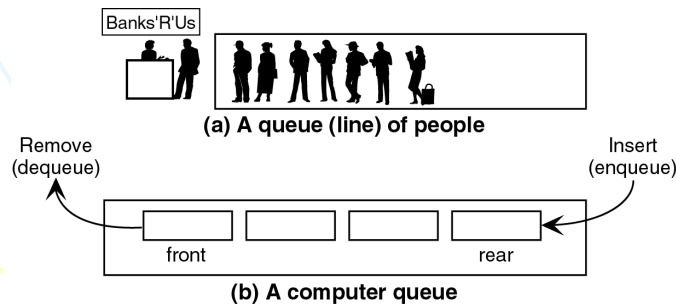 Banks'R'Us
(a) A queue (line) of people
Remove
(dequeue)
Insert
(enqueue)
front
rear
(b) A computer queue